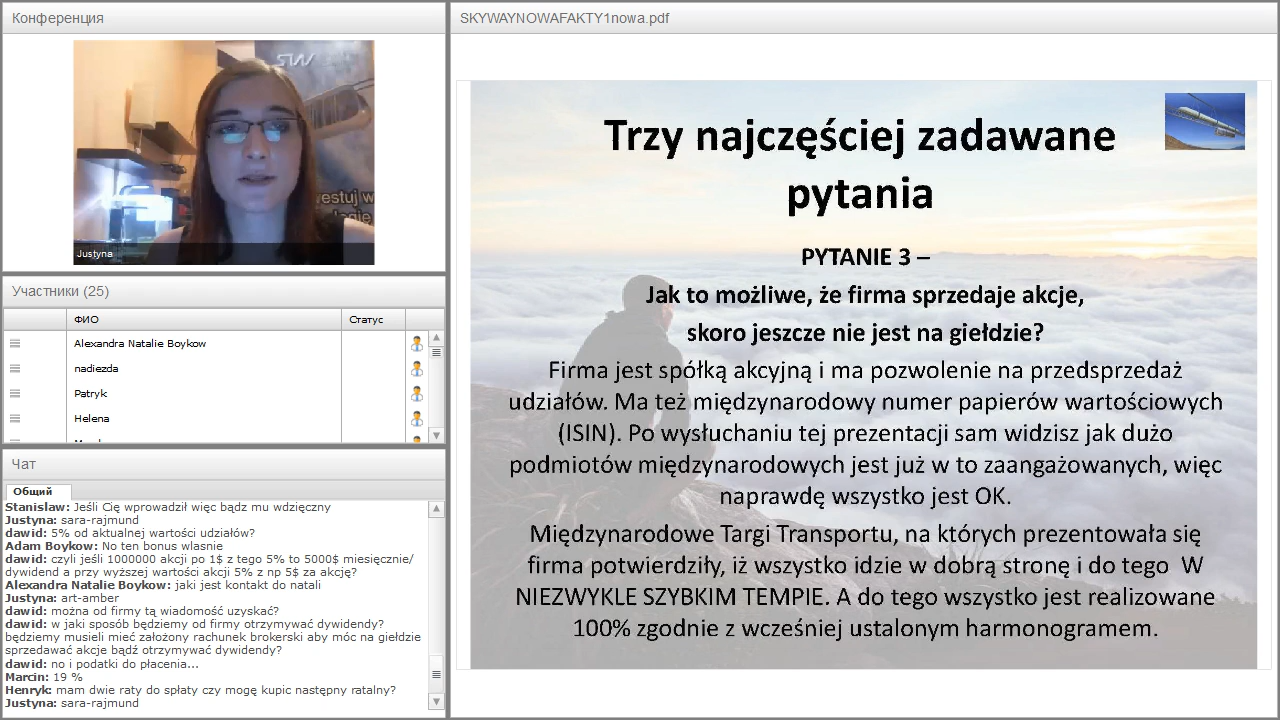 Конференция
SW
estuj w
Justyna
Участники (25)
ФИО
Статус
Alexandra Natalie Boykow
nadiezda
Patryk
Helena
Чат
Общий
Stanislaw: Jeśli Cię wprowadził więc bądz mu wdzięczny
Justyna: sara-rajmund
dawid: 5% od aktualnej wartości udziałów?
Adam Boykow: No ten bonus wlasnie
dawid: czyli jeśli 1000000 akcji po 1$ z tego 5% to 5000$ miesięcznie/
dywidend a przy wyższej wartości akcji 5% z np 5$ za akcję?
Alexandra Natalie Boykow: jaki jest kontakt do natali
Justyna: art-amber
dawid: można od firmy tą wiadomość uzyskać?
dawid: w jaki sposób będziemy od firmy otrzymywać dywidendy?
będziemy musieli mieć założony rachunek brokerski aby móc na giełdzie
sprzedawać akcje bądź otrzymywać dywidendy?
dawid: no i podatki do płacenia...
Marcin: 19 %
Henryk: mam dwie raty do spłaty czy mogę kupic następny ratalny?
Justyna: sara-rajmund
SKYWAYNOWAFAKTY1nowa.pdf
Trzy najczęściej zadawane
pytania
PYTANIE 3 –
Jak to możliwe, że firma sprzedaje akcje,
skoro jeszcze nie jest na giełdzie?
Firma jest spółką akcyjną i ma pozwolenie na przedsprzedaż
udziałów. Ma też międzynarodowy numer papierów wartościowych
(ISIN). Po wysłuchaniu tej prezentacji sam widzisz jak dużo
podmiotów międzynarodowych jest już w to zaangażowanych, więc
naprawdę wszystko jest OK.
Międzynarodowe Targi Transportu, na których prezentowała się
firma potwierdziły, iż wszystko idzie w dobrą stronę i do tego W
NIEZWYKLE SZYBKIM TEMPIE. A do tego wszystko jest realizowane
100% zgodnie z wcześniej ustalonym harmonogramem.